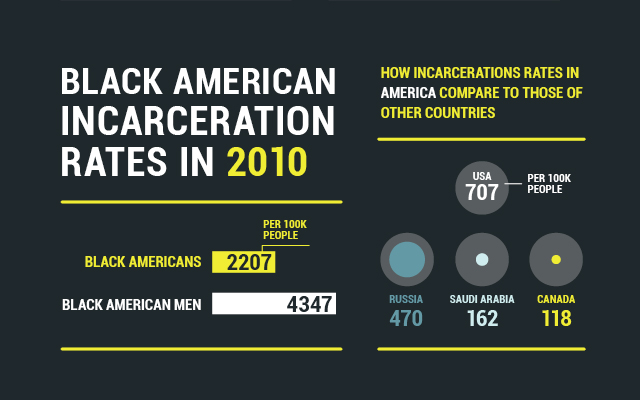 BLACK AMERICAN
INCARCERATION
RATES IN 2010
PER 100K
PEOPLE
BLACK AMERICANS 2207
BLACK AMERICAN MEN 4347
HOW INCARCERATIONS RATES IN
AMERICA COMPARE TO THOSE OF
OTHER COUNTRIES
USA
707
PER 100K
PEOPLE
RUSSIA SAUDI ARABIA CANADA
470 162 118